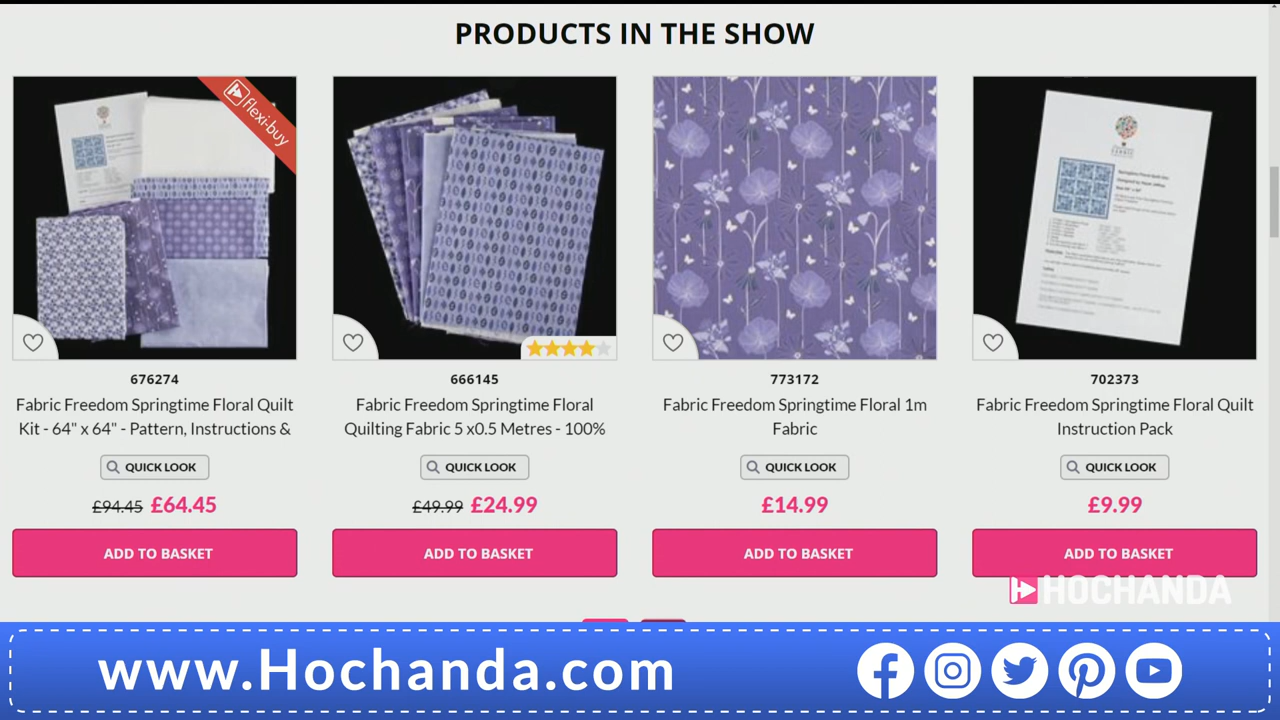 PRODUCTS IN THE SHOW
flexi-buy
676274
Fabric Freedom Springtime Floral Quilt
Kit - 64" x 64" - Pattern, Instructions &
QUICK LOOK
£94.45 £64.45
ADD TO BASKET
666145
Fabric Freedom Springtime Floral
Quilting Fabric 5 x0.5 Metres - 100%
QUICK LOOK
£49.99 £24.99
ADD TO BASKET
773172
Fabric Freedom Springtime Floral 1m
Fabric
QUICK LOOK
£14.99
ADD TO BASKET
702373
Fabric Freedom Springtime Floral Quilt
Instruction Pack
QUICK LOOK
£9.99
ADD TO BASKET
HOCHANDA
www.Hochanda.com